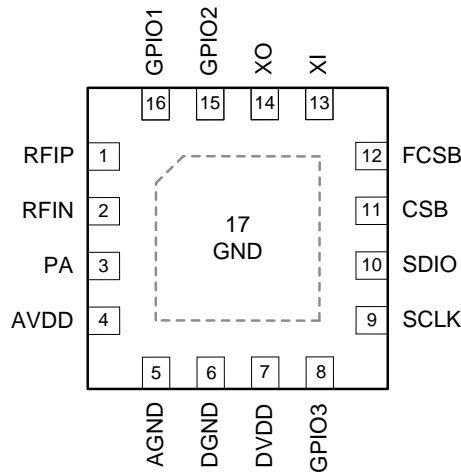 GPIO1 GPIO2 XO XI
16 15 14 13
RFIP 1 12 FCSB
RFIN 2 11 CSB
17
GND
PA 3 10 SDIO
AVDD 4 9 SCLK
5 6 7 8
AGND DGND DVDD GPIO3